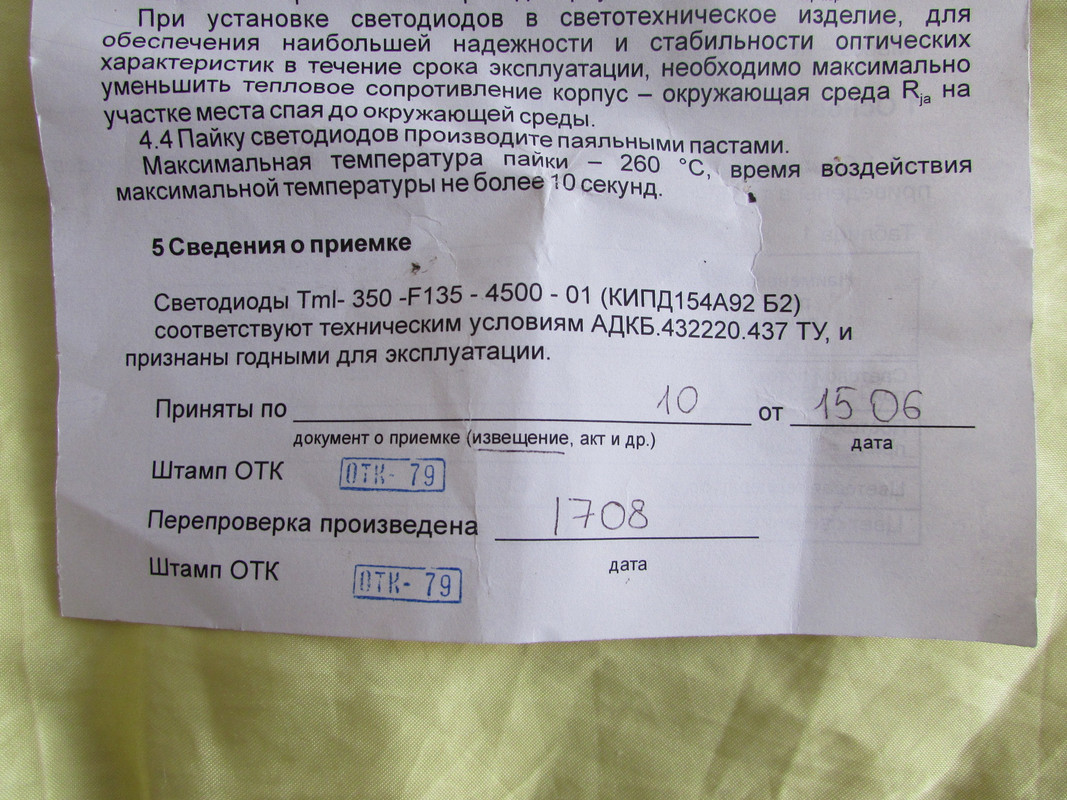 При установке светодиодов в светотехническое изделие, для
обеспечения наибольшей надежности и стабильности оптических
характеристик в течение срока эксплуатации, необходимо максимально
уменьшить тепловое сопротивление корпус – окружающая среда Rja на
участке места спая до окружающей среды.
4.4 Пайку светодиодов производите паяльными пастами.
Максимальная температура пайки – 260 °С, время воздействия
максимальной температуры не более 10 секунд.
5 Сведения о приемке
Светодиоды Tml- 350 -F135 - 4500 - 01 (КИПД154А92 Б2)
соответствуют техническим условиям АДКБ.432220.437 ТУ, и
признаны годными для эксплуатации.
Приняты по 10 от 15 06
документ о приемке (извещение, акт и др.) дата
Штамп ОТК ОТК- 79
Перепроверка произведена 1708
дата
Штамп ОТК ОТК- 79